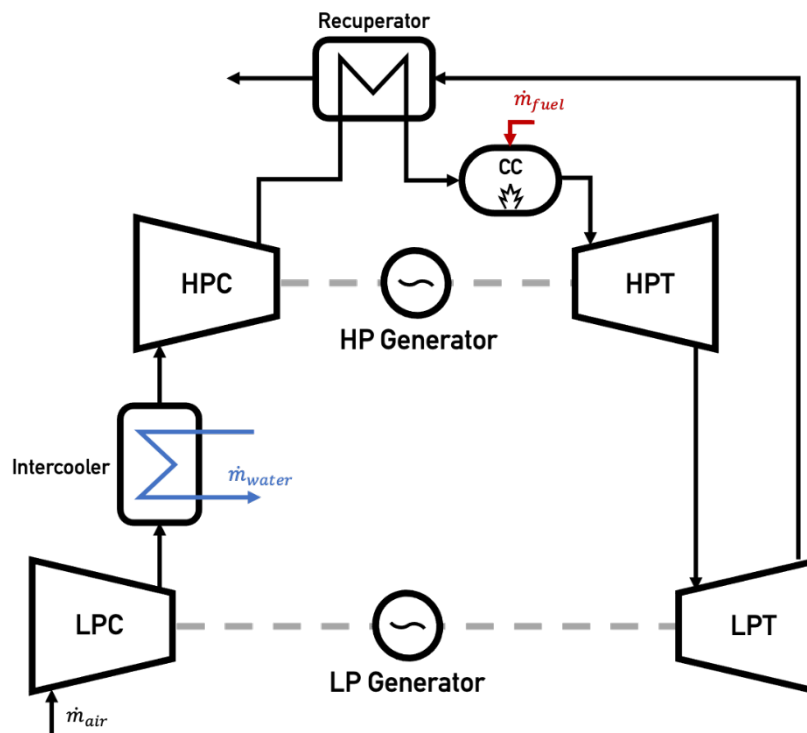 Recuperator
ṁ_fuel
CC
HPC
HPT
HP Generator
Intercooler
ṁ_water
LPC
LPT
LP Generator
ṁ_air